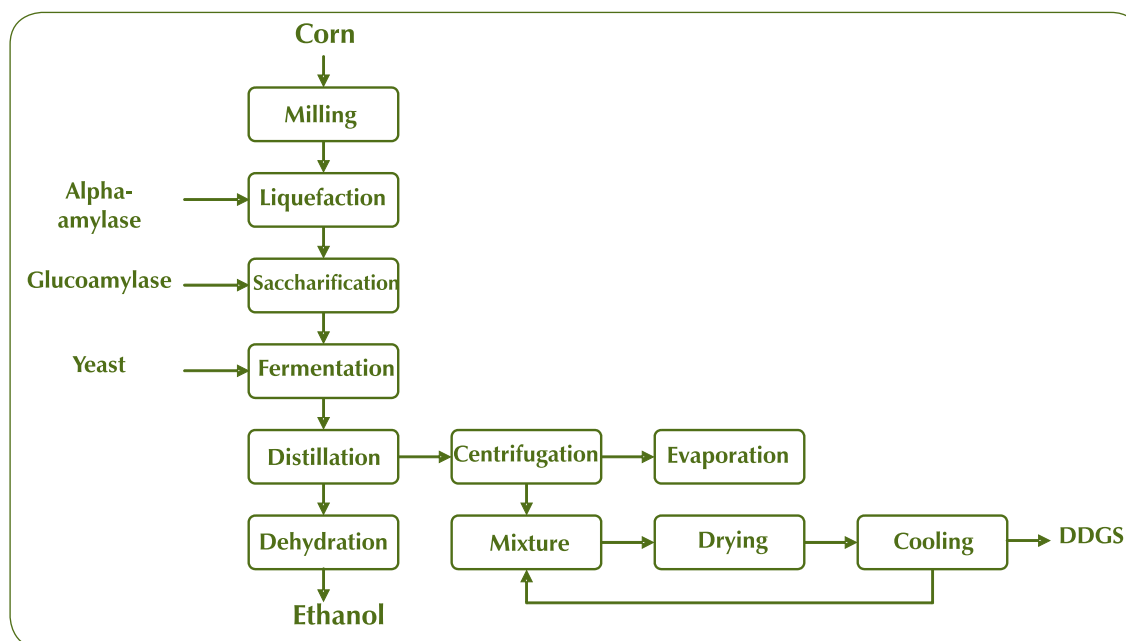 Corn
Milling
Alpha-
amylase
Liquefaction
Glucoamylase
Saccharification
Yeast
Fermentation
Distillation
Centrifugation
Evaporation
Dehydration
Mixture
Drying
Cooling
DDGS
Ethanol